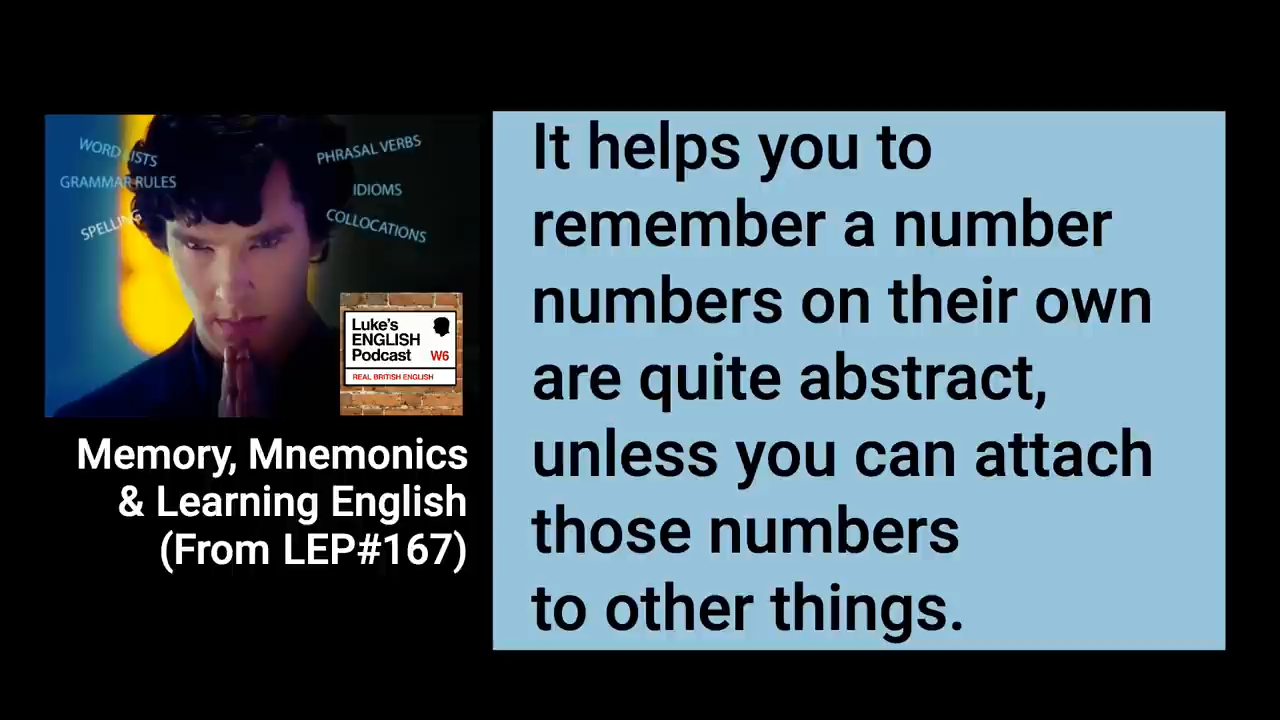 WORD LISTS
GRAMMAR RULES
SPELLING
PHRASAL VERBS
IDIOMS
COLLOCATIONS
Luke's
ENGLISH
Podcast
W6
REAL BRITISH ENGLISH
Memory, Mnemonics
& Learning English
(From LEP#167)
It helps you to
remember a number
numbers on their own
are quite abstract,
unless you can attach
those numbers
to other things.